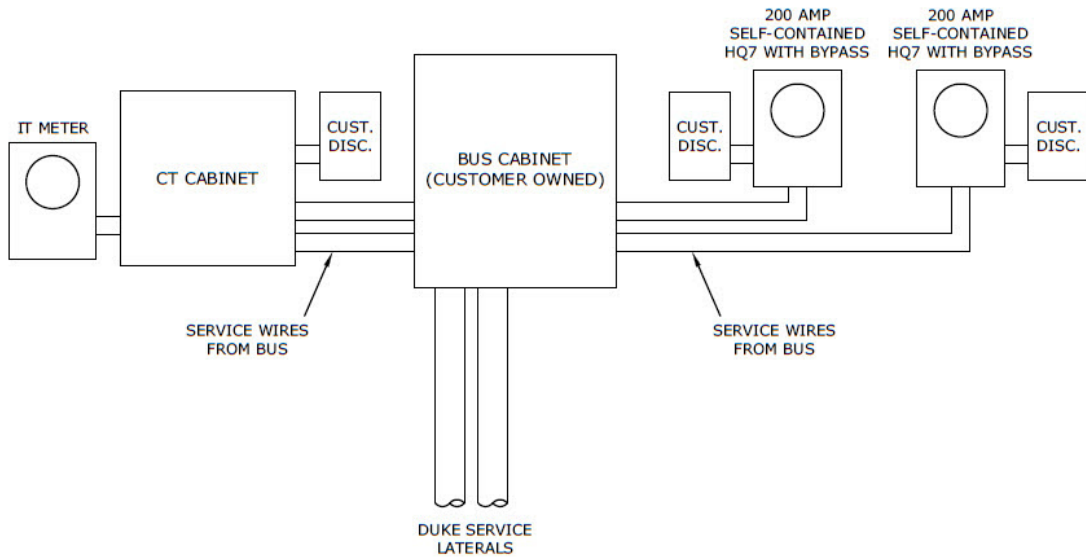 200 AMP
SELF-CONTAINED
HQ7 WITH BYPASS
200 AMP
SELF-CONTAINED
HQ7 WITH BYPASS
IT METER
CT CABINET
CUST.
DISC.
BUS CABINET
(CUSTOMER OWNED)
CUST.
DISC.
CUST.
DISC.
SERVICE WIRES
FROM BUS
SERVICE WIRES
FROM BUS
DUKE SERVICE
LATERALS